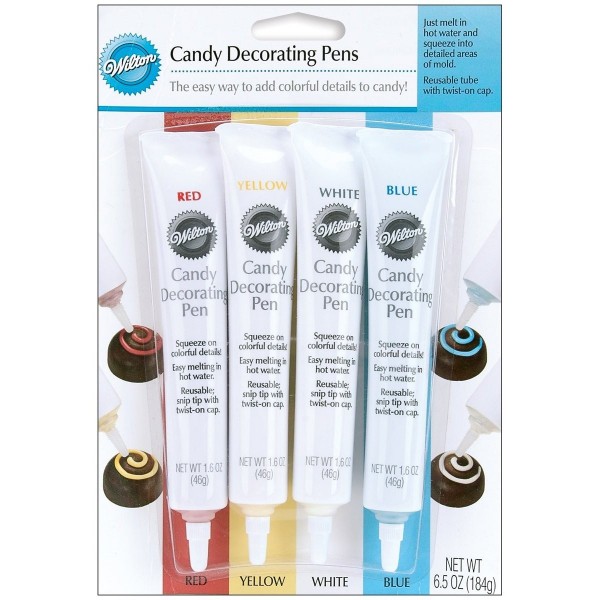 Wilton
Candy Decorating Pens
The easy way to add colorful details to candy!
Just melt in
hot water and
squeeze into
detailed areas
of mold.
Reusable tube
with twist-on cap.
RED
Wilton
Candy
Decorating
Pen
Squeeze on
colorful details!
Easy melting in
hot water.
Reusable;
snip tip with
twist-on cap.
NET WT 1.6 OZ
(46g)
YELLOW
Wilton
Candy
Decorating
Pen
Squeeze on
colorful details!
Easy melting in
hot water.
Reusable;
snip tip with
twist-on cap.
NET WT 1.6 OZ
(46g)
WHITE
Wilton
Candy
Decorating
Pen
Squeeze on
colorful details!
Easy melting in
hot water.
Reusable;
snip tip with
twist-on cap.
NET WT 1.6 OZ
(46g)
BLUE
Wilton
Candy
Decorating
Pen
Squeeze on
colorful details!
Easy melting in
hot water.
Reusable;
snip tip with
twist-on cap.
NET WT 1.6 OZ
(46g)
RED
YELLOW
WHITE
BLUE
NET WT
6.5 OZ (184g)